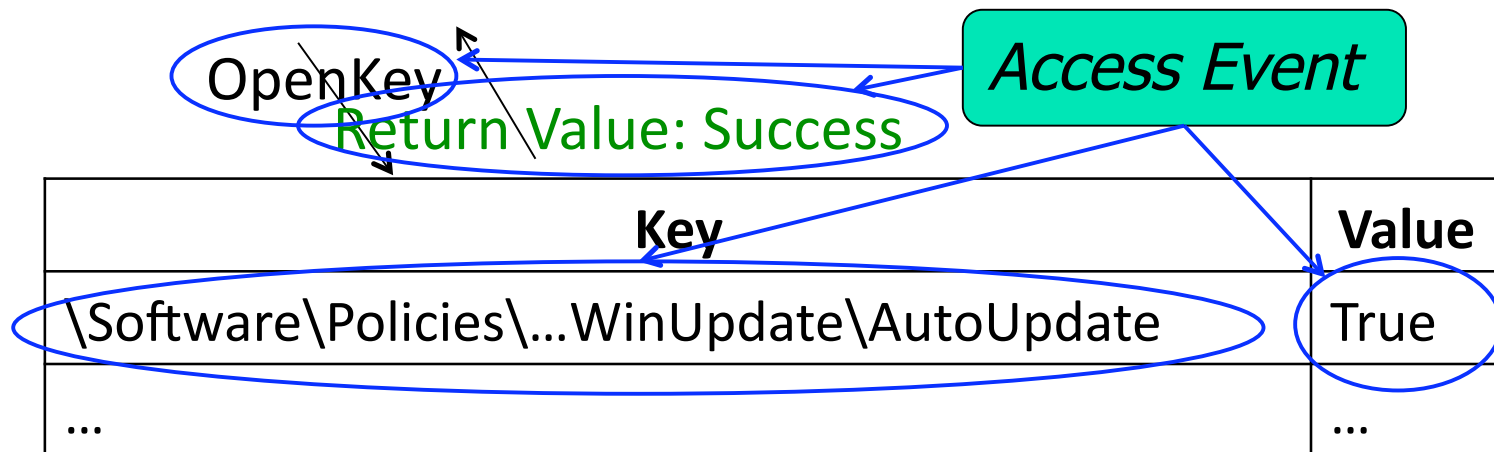 Access Event
OpenKey
Return Value: Success
Key Value
\Software\Policies\...WinUpdate\AutoUpdate True
... ...